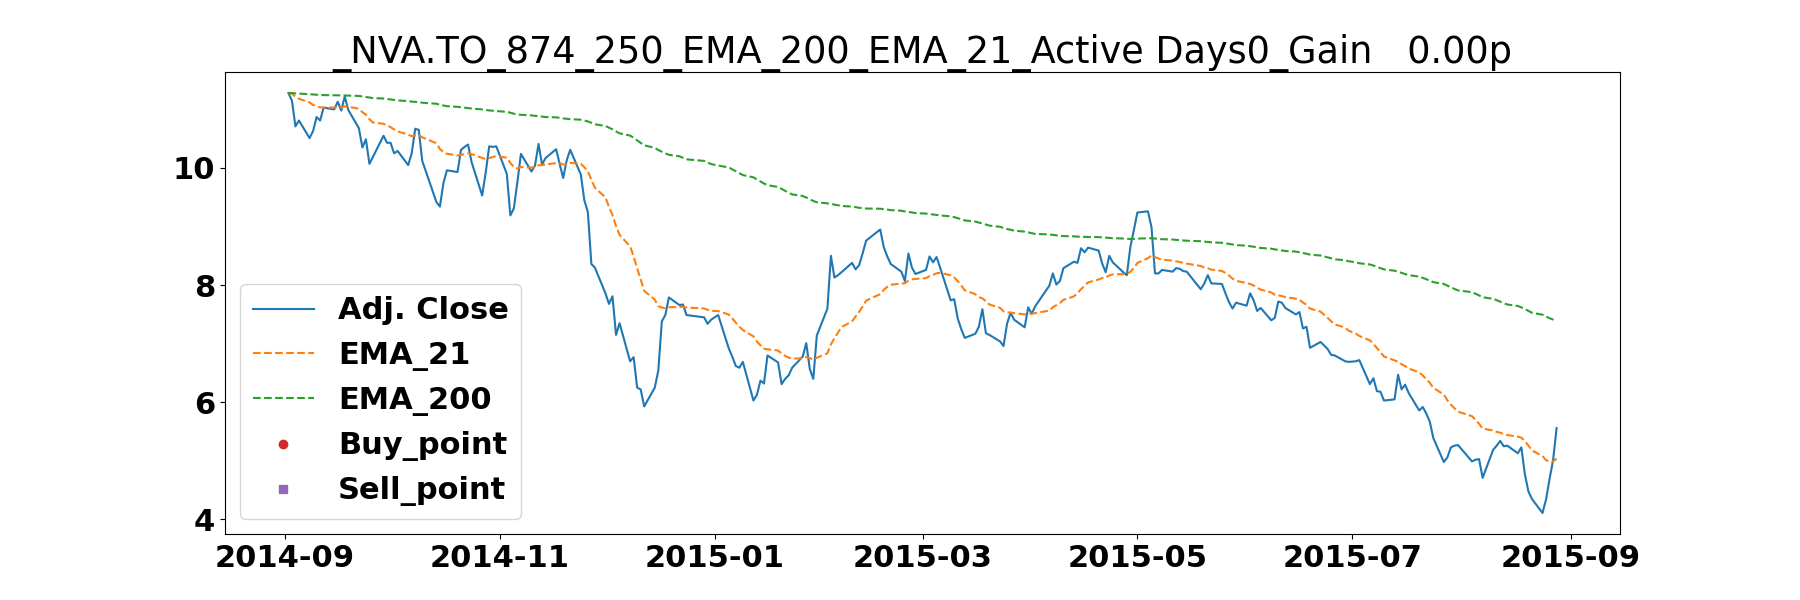 _NVA.TO_874_250_EMA_200_EMA_21_Active Days0_Gain   0.00p
10
8
6
4
Adj. Close
EMA_21
EMA_200
Buy_point
Sell_point
2014-09 2014-11 2015-01 2015-03 2015-05 2015-07 2015-09